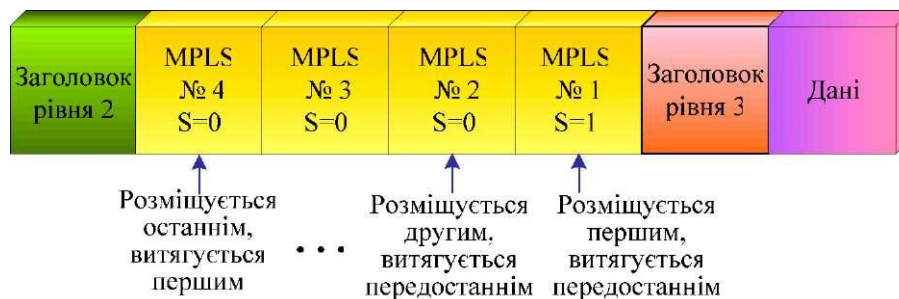 Заголовок
рівня 2
MPLS
№ 4
S=0
MPLS
№ 3
S=0
MPLS
№ 2
S=0
MPLS
№ 1
S=1
Заголовок
рівня 3
Дані
Розміщується
останнім,
витягується
першим
• • •
Розміщується
другим,
витягується
передостаннім
Розміщується
першим,
витягується
передостаннім